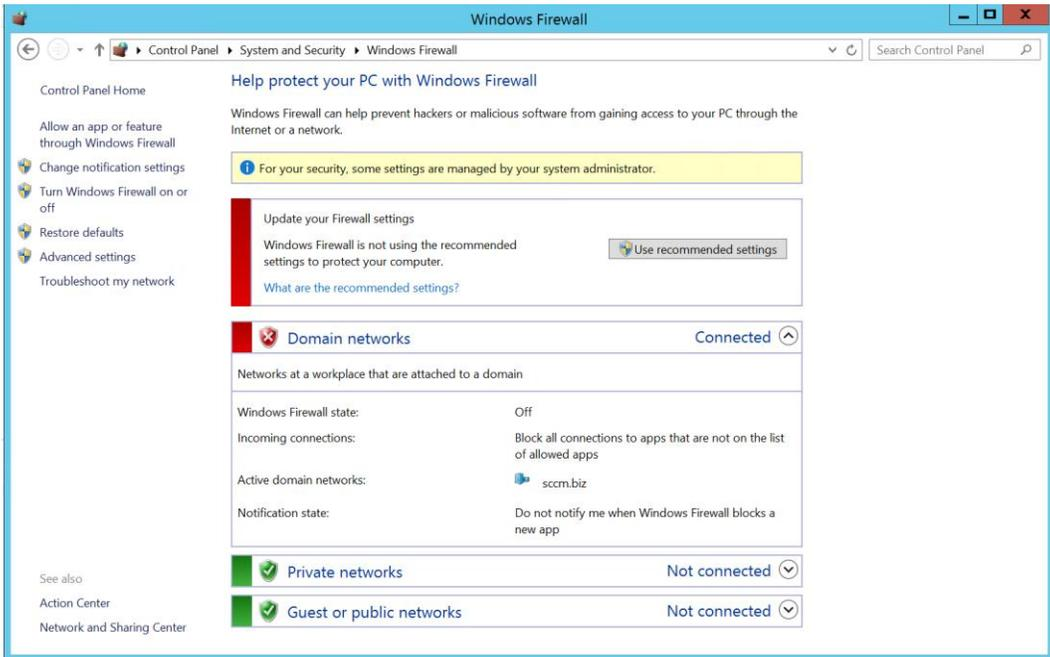 Windows Firewall
Control Panel ▸ System and Security ▸ Windows Firewall
Search Control Panel
Control Panel Home
Allow an app or feature
through Windows Firewall
Change notification settings
Turn Windows Firewall on or
off
Restore defaults
Advanced settings
Troubleshoot my network
Help protect your PC with Windows Firewall
Windows Firewall can help prevent hackers or malicious software from gaining access to your PC through the
Internet or a network.
For your security, some settings are managed by your system administrator.
Update your Firewall settings
Windows Firewall is not using the recommended
settings to protect your computer.
Use recommended settings
What are the recommended settings?
Domain networks Connected
Networks at a workplace that are attached to a domain
Windows Firewall state: Off
Incoming connections: Block all connections to apps that are not on the list
of allowed apps
Active domain networks: sccm.biz
Notification state: Do not notify me when Windows Firewall blocks a
new app
Private networks Not connected
Guest or public networks Not connected
See also
Action Center
Network and Sharing Center